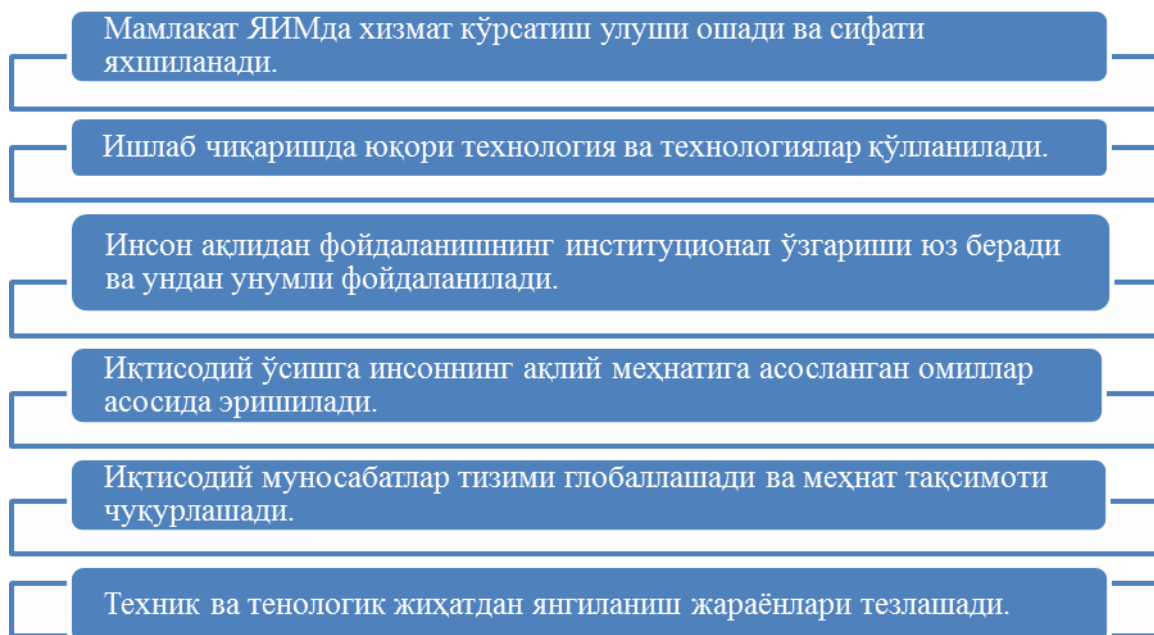 Мамлакат ЯИМда хизмат кўрсатиш улуши ошади ва сифати
яхшиланади.
Ишлаб чиқаришда юқори технология ва технологиялар қўлланилади.
Инсон ақлидан фойдаланишнинг институционал ўзгариши юз беради
ва ундан унумли фойдаланилади.
Иқтисодий ўсишга инсоннинг ақлий меҳнатига асосланган омиллар
асосида эришилади.
Иқтисодий муносабатлар тизими глобаллашади ва меҳнат тақсимоти
чуқурлашади.
Техник ва тенологик жиҳатдан янгиланиш жараёнлари тезлашади.